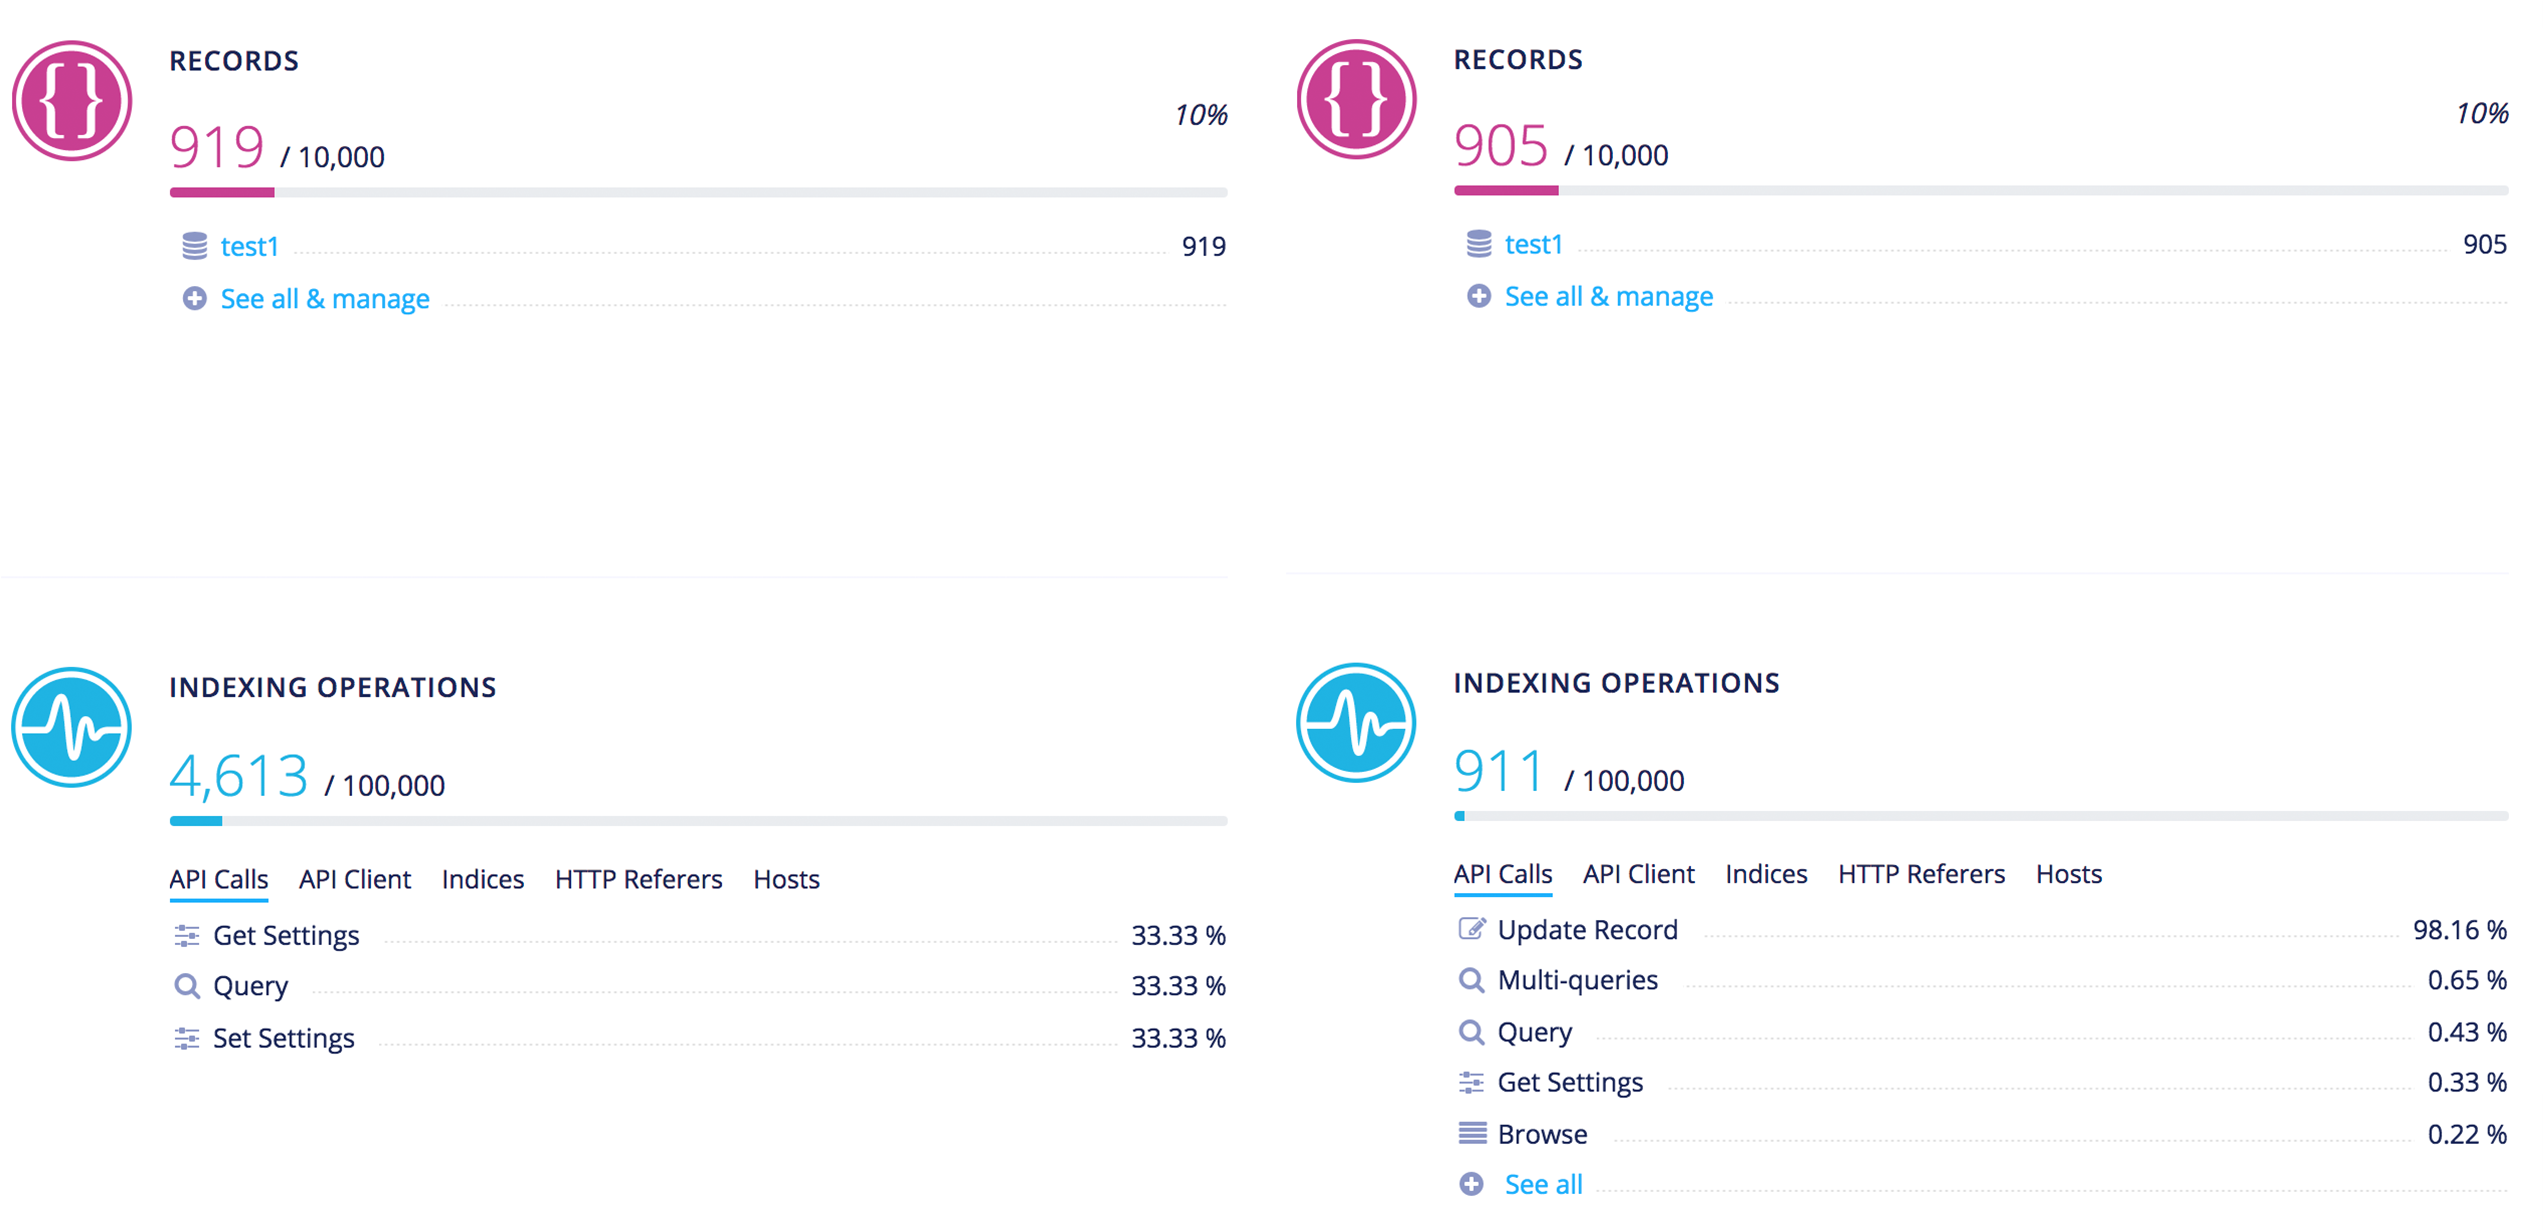 RECORDS
10%
919 / 10,000
test1 919
See all & manage
INDEXING OPERATIONS
4,613 / 100,000
API Calls API Client Indices HTTP Referers Hosts
Get Settings 33.33 %
Query 33.33 %
Set Settings 33.33 %
RECORDS
10%
905 / 10,000
test1 905
See all & manage
INDEXING OPERATIONS
911 / 100,000
API Calls API Client Indices HTTP Referers Hosts
Update Record 98.16 %
Multi-queries 0.65 %
Query 0.43 %
Get Settings 0.33 %
Browse 0.22 %
See all